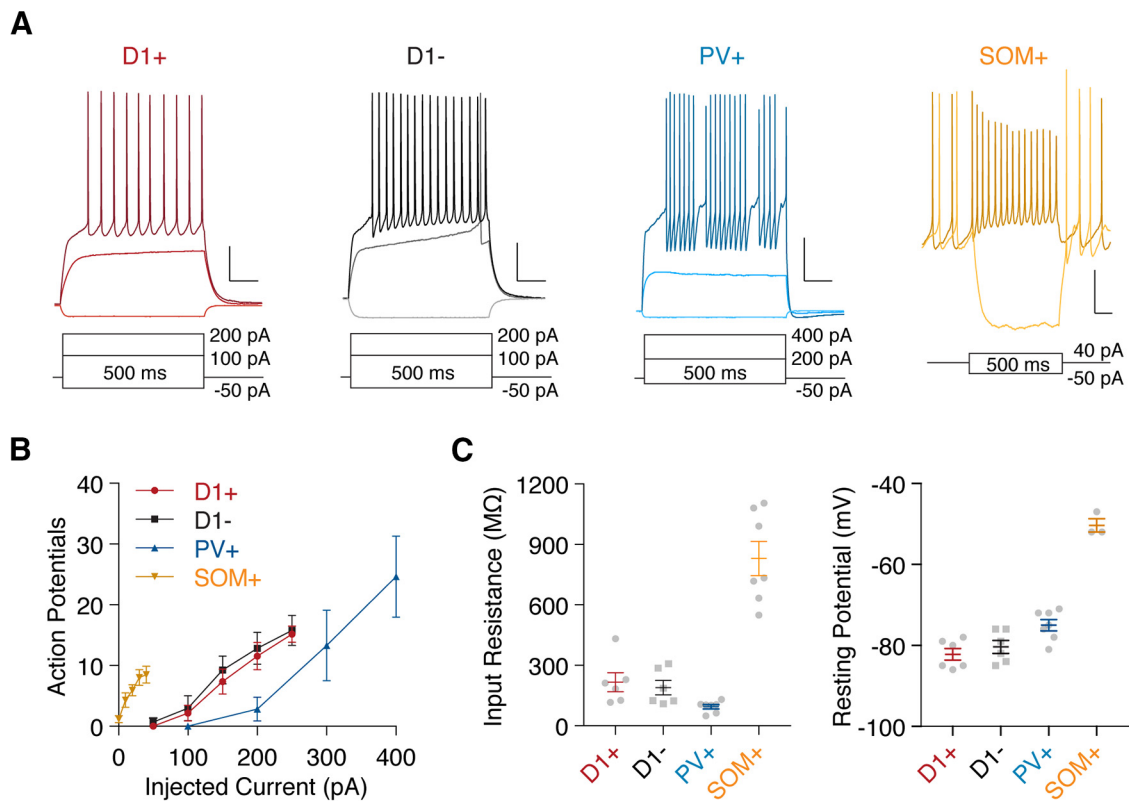 A
D1+
D1-
PV+
SOM+
200 pA
100 pA
500 ms
-50 pA
200 pA
100 pA
500 ms
-50 pA
400 pA
200 pA
500 ms
-50 pA
40 pA
500 ms
-50 pA
B
Action Potentials
40
30
20
10
0
D1+
D1-
PV+
SOM+
0 100 200 300 400
Injected Current (pA)
C
Input Resistance (MΩ)
1200
900
600
300
0
D1+ D1- PV+ SOM+
Resting Potential (mV)
-40
-60
-80
-100
D1+ D1- PV+ SOM+